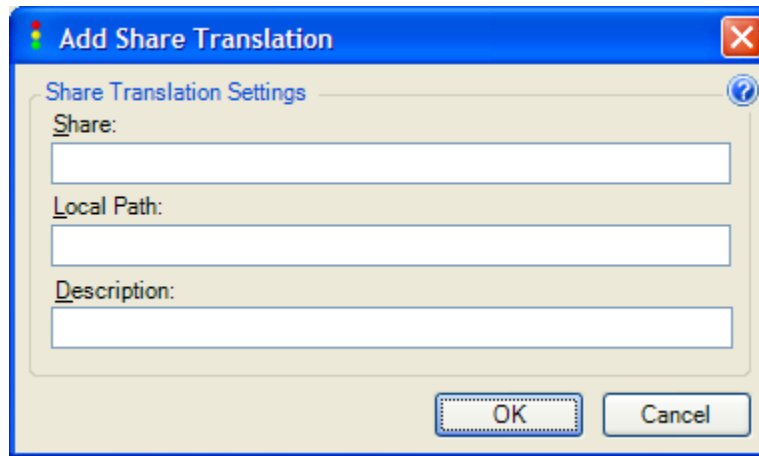 Add Share Translation
Share Translation Settings
Share:
Local Path:
Description:
OK
Cancel